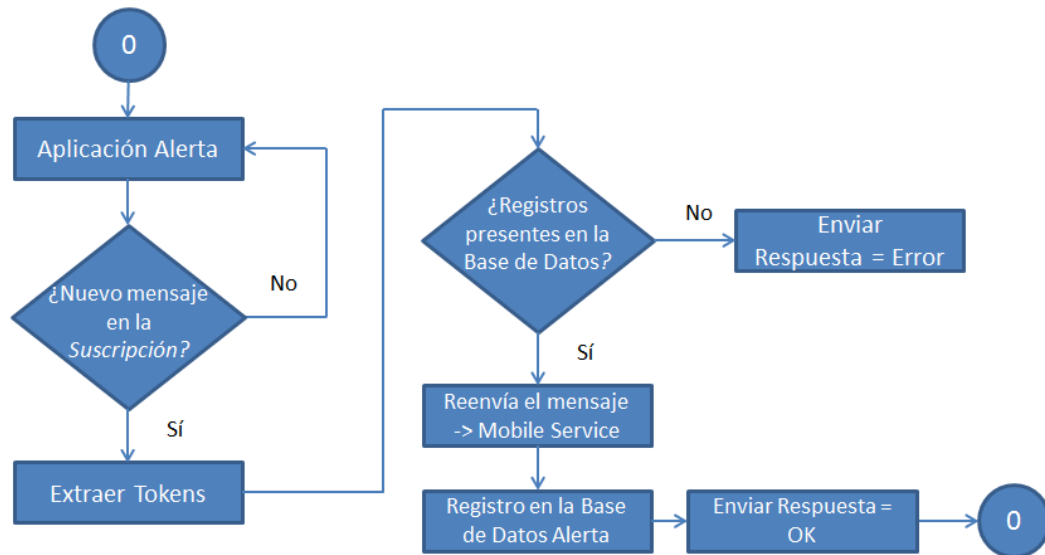 0
Aplicación Alerta
¿Nuevo mensaje
en la
Suscripción?
No
Sí
Extraer Tokens
¿Registros
presentes en la
Base de Datos?
No
Enviar
Respuesta = Error
Sí
Reenvía el mensaje
-> Mobile Service
Registro en la Base
de Datos Alerta
Enviar Respuesta =
OK
0